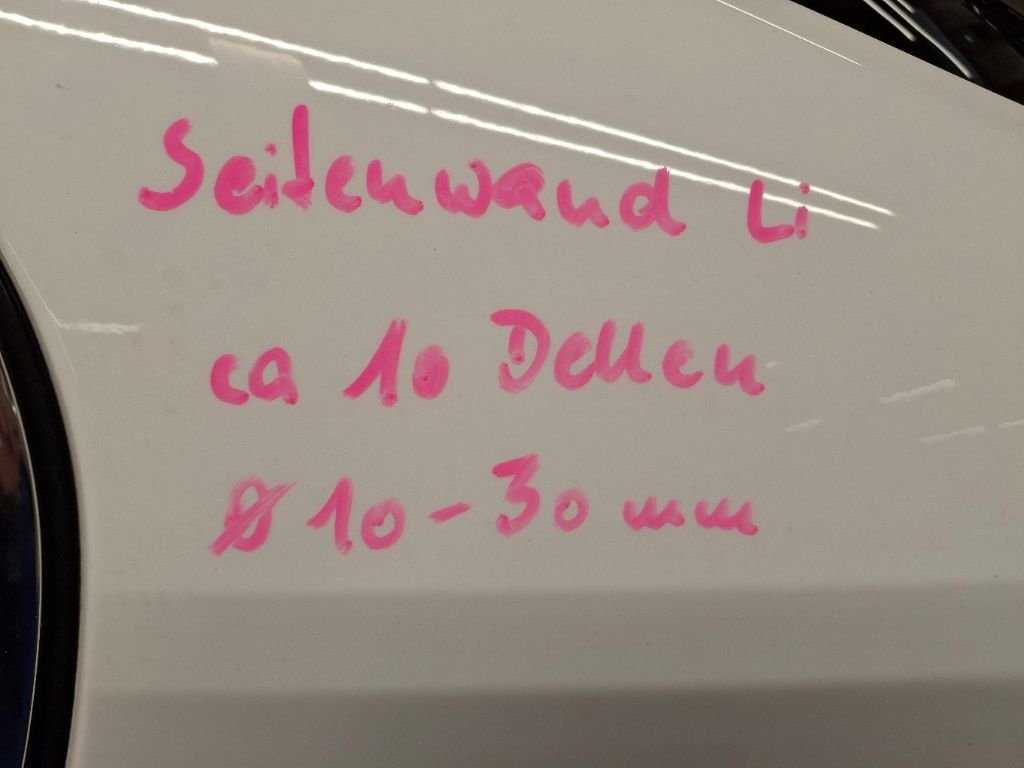 Seitenwand Li
ca 10 Dellen
Ø 10-30 mm